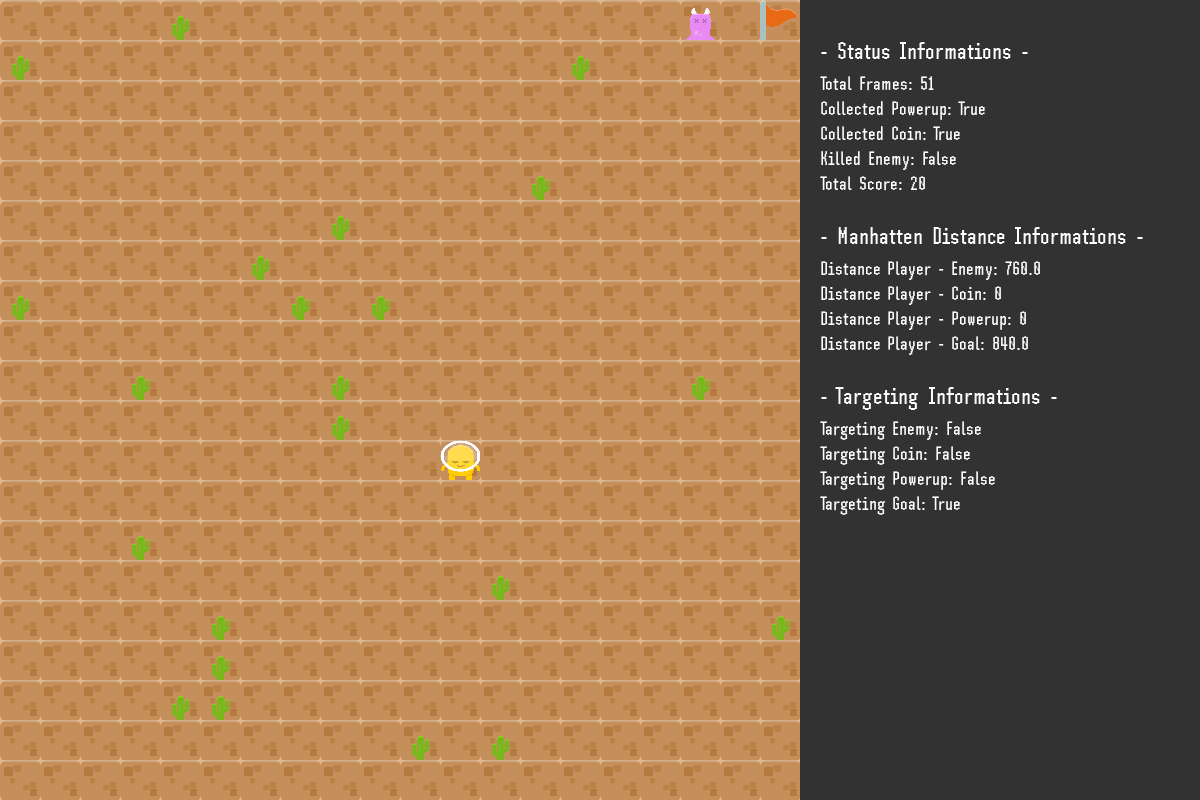 - Status Informations -
Total Frames: 51
Collected Powerup: True
Collected Coin: True
Killed Enemy: False
Total Score: 20
- Manhatten Distance Informations -
Distance Player - Enemy: 760.0
Distance Player - Coin: 0
Distance Player - Powerup: 0
Distance Player - Goal: 840.0
- Targeting Informations -
Targeting Enemy: False
Targeting Coin: False
Targeting Powerup: False
Targeting Goal: True